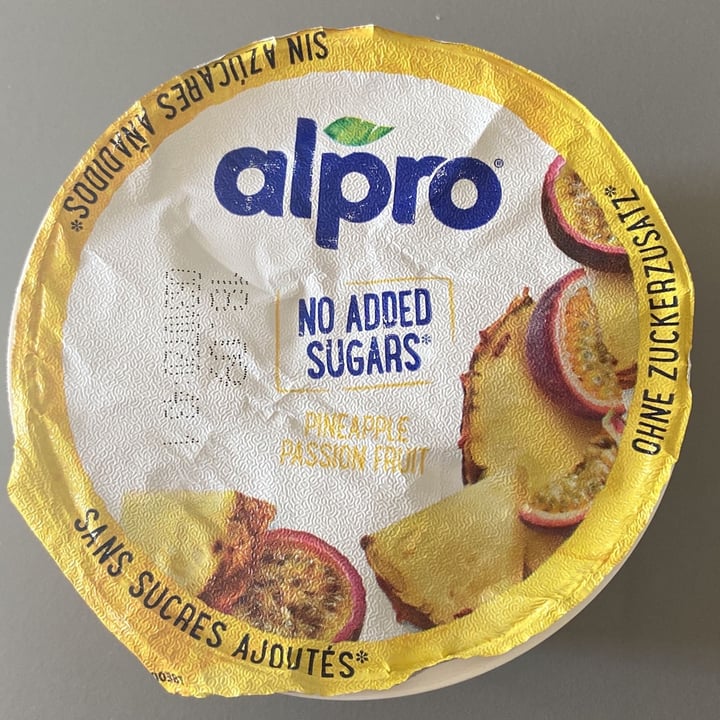 SIN AZÚCARES AÑADIDOS*
alpro®
NO ADDED
SUGARS*
PINEAPPLE
PASSION FRUIT
OHNE ZUCKERZUSATZ*
SANS SUCRES AJOUTÉS*